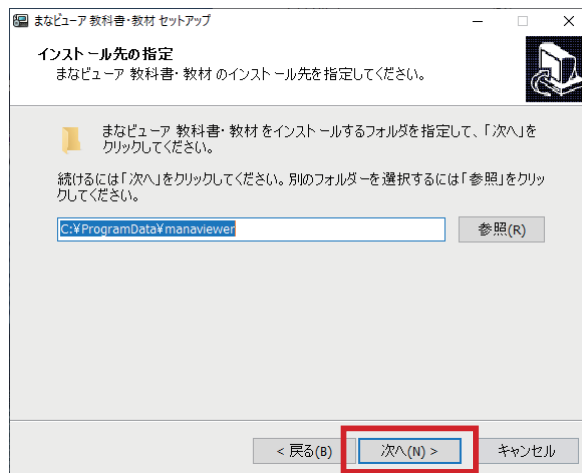 まなビューア 教科書・教材 セットアップ
インストール先の指定
まなビューア 教科書・教材 のインストール先を指定してください。
まなビューア 教科書・教材 をインストールするフォルダを指定して、「次へ」を
クリックしてください。
続けるには「次へ」をクリックしてください。別のフォルダーを選択するには「参照」をクリッ
クしてください。
C:¥ProgramData¥manaviewer
参照(R)
< 戻る(B)
次へ(N) >
キャンセル